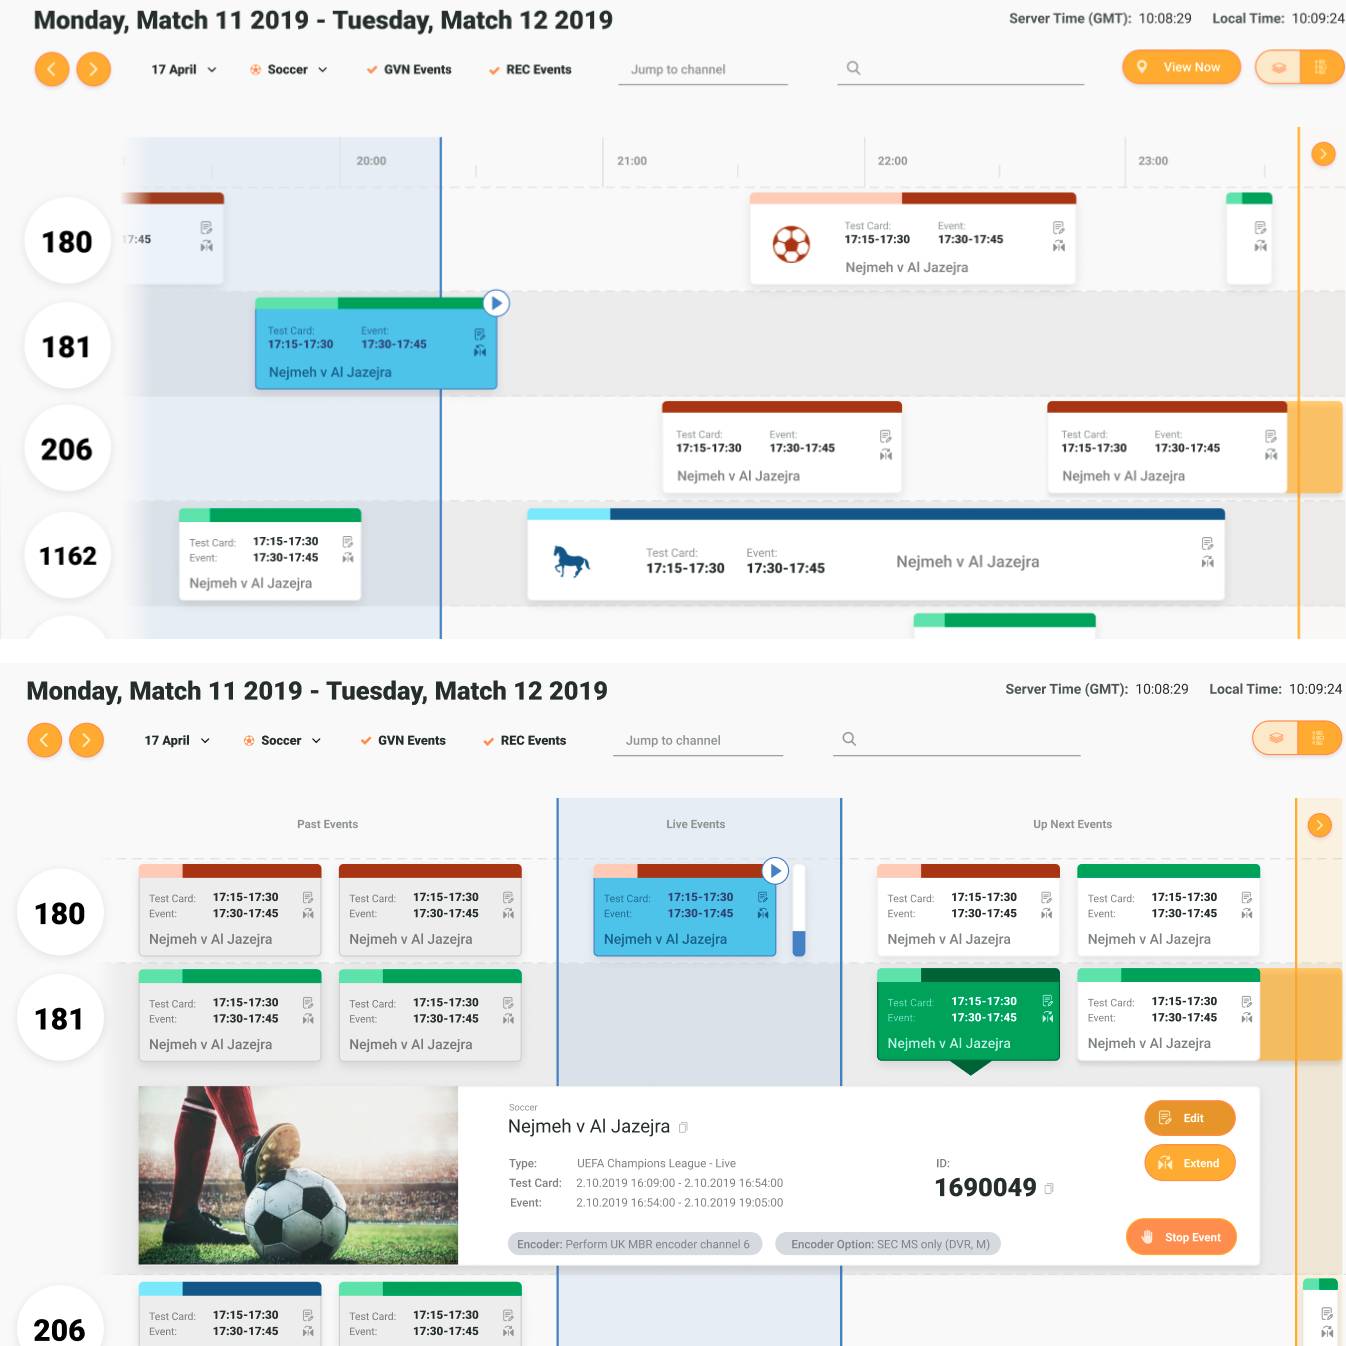 Monday, Match 11 2019 - Tuesday, Match 12 2019
Server Time (GMT): 10:08:29 Local Time: 10:09:24
17 April Soccer GVN Events REC Events Jump to channel View Now
20:00 21:00 22:00 23:00
180
17:45
Test Card: Event:
17:15-17:30 17:30-17:45
Nejmeh v Al Jazejra
181
Test Card: Event:
17:15-17:30 17:30-17:45
Nejmeh v Al Jazejra
206
Test Card: Event: Test Card: Event:
17:15-17:30 17:30-17:45 17:15-17:30 17:30-17:45
Nejmeh v Al Jazejra Nejmeh v Al Jazejra
1162
Test Card: 17:15-17:30
Event: 17:30-17:45
Nejmeh v Al Jazejra
Test Card: Event:
17:15-17:30 17:30-17:45
Nejmeh v Al Jazejra
Monday, Match 11 2019 - Tuesday, Match 12 2019
Server Time (GMT): 10:08:29 Local Time: 10:09:24
17 April Soccer GVN Events REC Events Jump to channel
Past Events Live Events Up Next Events
180
Test Card: 17:15-17:30 Test Card: 17:15-17:30 Test Card: 17:15-17:30 Test Card: 17:15-17:30 Test Card: 17:15-17:30
Event: 17:30-17:45 Event: 17:30-17:45 Event: 17:30-17:45 Event: 17:30-17:45 Event: 17:30-17:45
Nejmeh v Al Jazejra Nejmeh v Al Jazejra Nejmeh v Al Jazejra Nejmeh v Al Jazejra Nejmeh v Al Jazejra
181
Test Card: 17:15-17:30 Test Card: 17:15-17:30 Test Card: 17:15-17:30 Test Card: 17:15-17:30
Event: 17:30-17:45 Event: 17:30-17:45 Event: 17:30-17:45 Event: 17:30-17:45
Nejmeh v Al Jazejra Nejmeh v Al Jazejra Nejmeh v Al Jazejra Nejmeh v Al Jazejra
Soccer
Nejmeh v Al Jazejra
Type: UEFA Champions League - Live
Test Card: 2.10.2019 16:09:00 - 2.10.2019 16:54:00
Event: 2.10.2019 16:54:00 - 2.10.2019 19:05:00
Encoder: Perform UK MBR encoder channel 6 Encoder Option: SEC MS only (DVR, M)
ID:
1690049
Edit
Extend
Stop Event
206
Test Card: 17:15-17:30 Test Card: 17:15-17:30
Event: 17:30-17:45 Event: 17:30-17:45